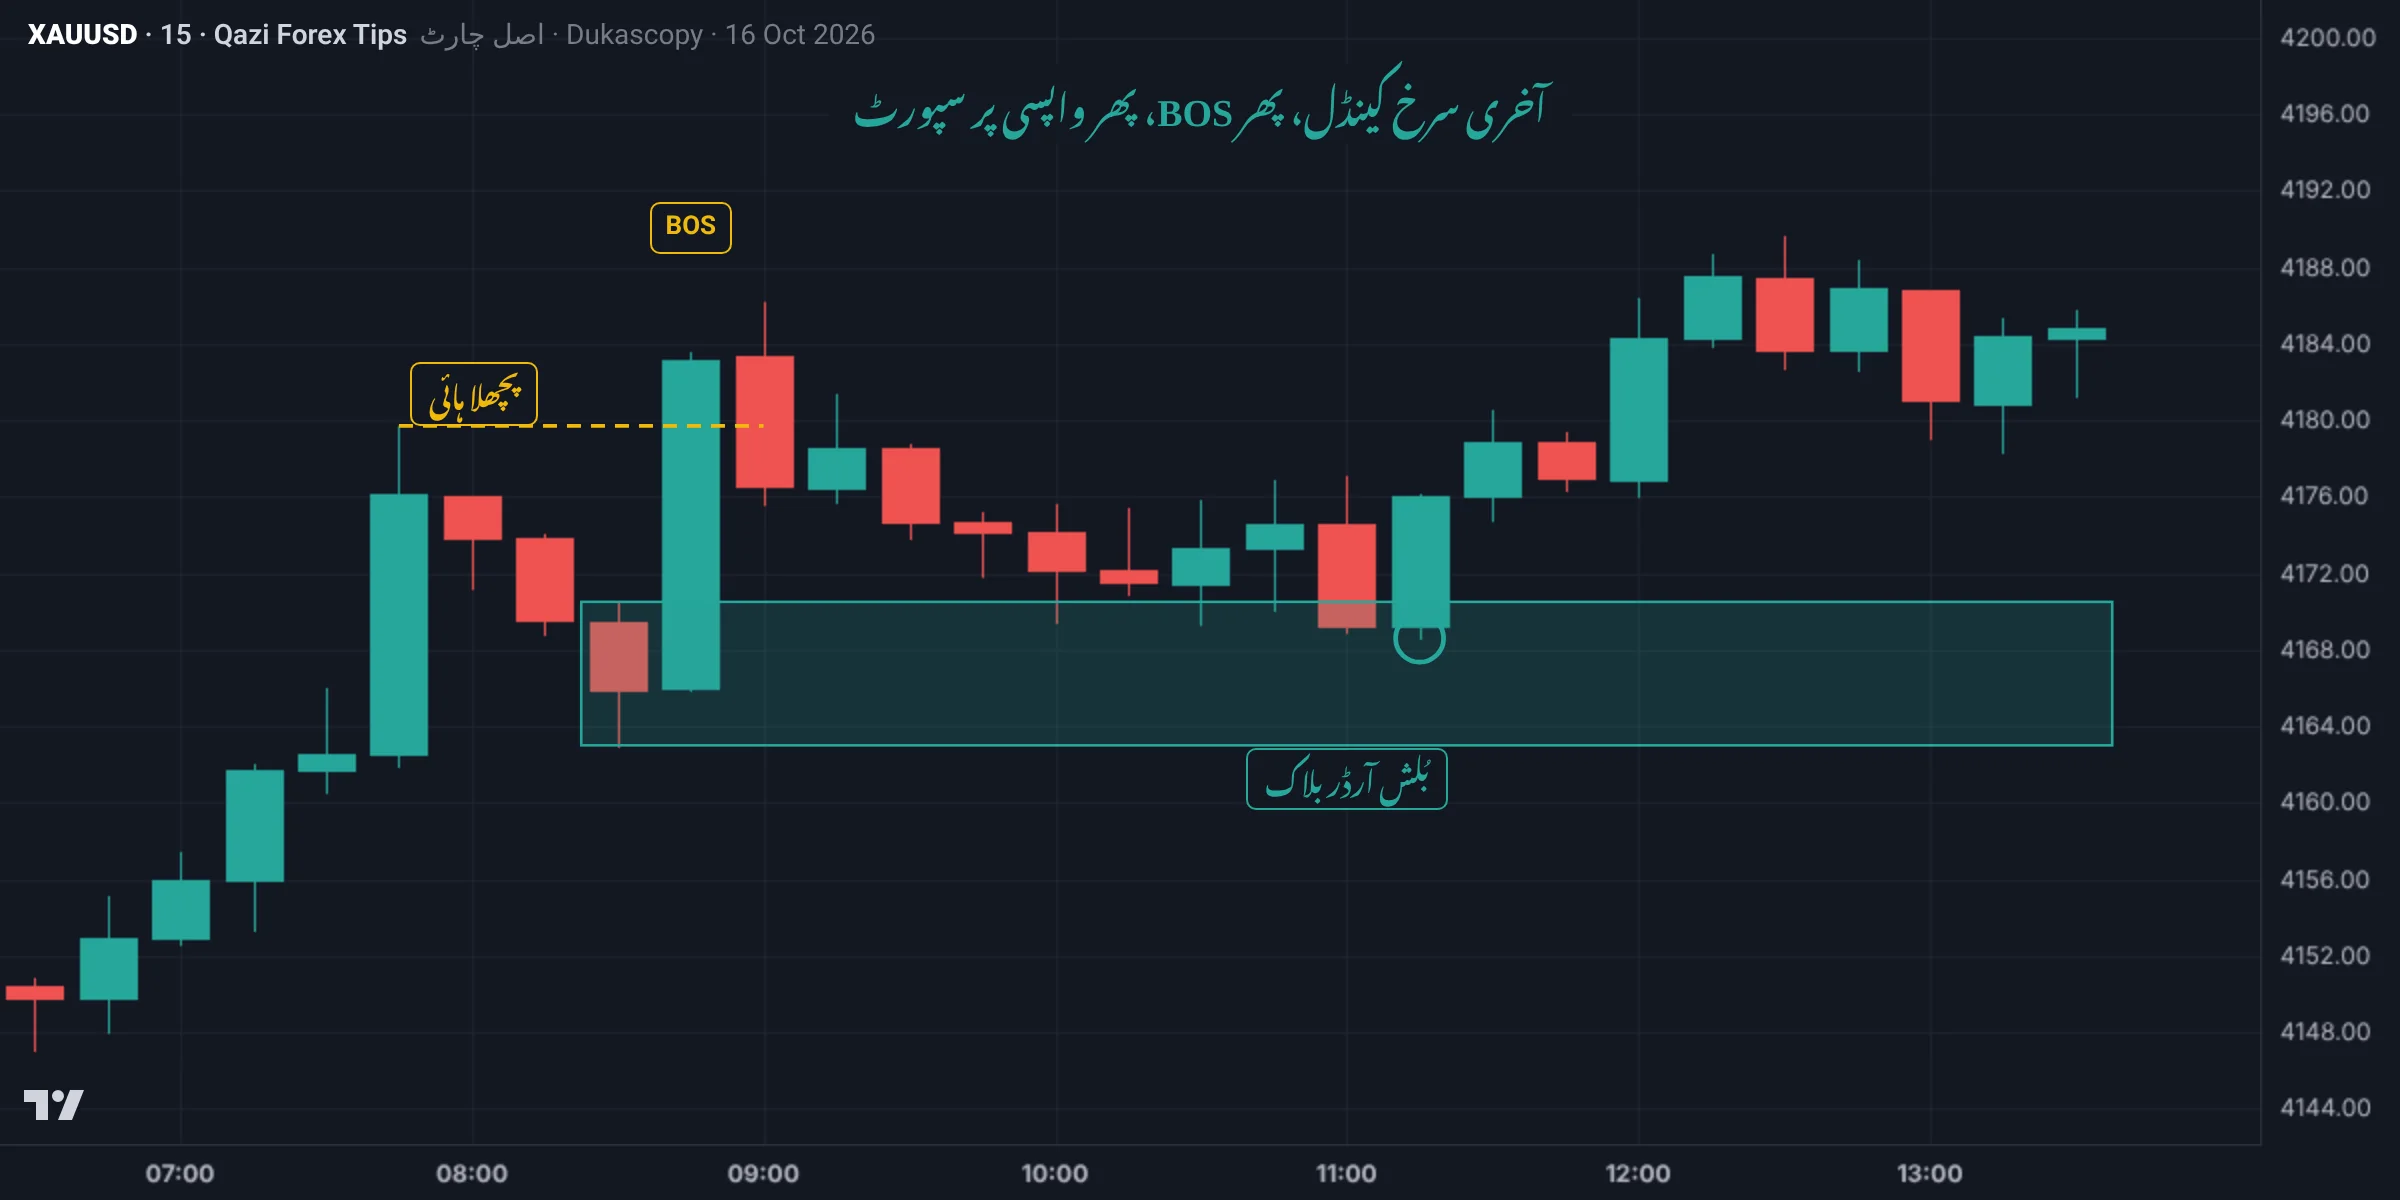 XAUUSD · 15 · Qazi Forex Tips اصل چارٹ · Dukascopy · 16 Oct 2026
آخری سرخ کینڈل، پھر BOS، پھر واپسی پر سپورٹ
BOS
پچھلا ہائی
بُلش آرڈر بلاک
4200.00
4196.00
4192.00
4188.00
4184.00
4180.00
4176.00
4172.00
4168.00
4164.00
4160.00
4156.00
4152.00
4148.00
4144.00
07:00 08:00 09:00 10:00 11:00 12:00 13:00